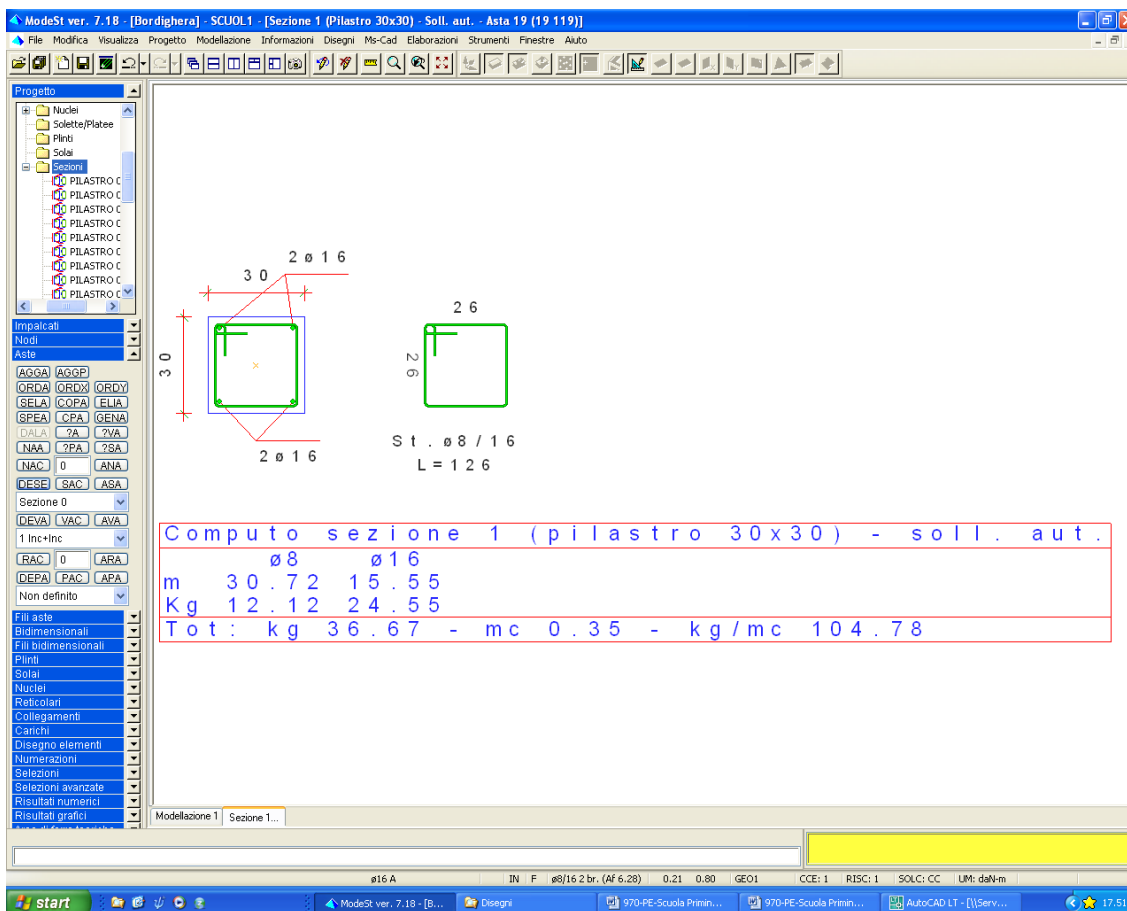 ModeSt ver. 7.18 - [Bordighera] - SCUOL1 - [Sezione 1 (Pilastro 30x30) - Soll. aut. - Asta 19 (19 119)]
File Modifica Visualizza Progetto Modellazione Informazioni Disegni Ms-Cad Elaborazioni Strumenti Finestre Aiuto
Progetto
Nuclei
Solette/Platee
Plinti
Solai
Sezioni
PILASTRO C
PILASTRO C
PILASTRO C
PILASTRO C
PILASTRO C
PILASTRO C
PILASTRO C
PILASTRO C
PILASTRO C
Impalcati
Nodi
Aste
AGGA AGGP
ORDA ORDX ORDY
SELA COPA ELIA
SPEA CPA GENA
DALA ?A ?VA
NAA ?PA ?SA
NAC 0 ANA
DESE SAC ASA
Sezione 0
DEVA VAC AVA
1 Inc+Inc
RAC 0 ARA
DEPA PAC APA
Non definito
Fili aste
Bidimensionali
Fili bidimensionali
Plinti
Solai
Nuclei
Reticolari
Collegamenti
Carichi
Disegno elementi
Numerazioni
Selezioni
Selezioni avanzate
Risultati numerici
Risultati grafici
2ø16
30
30
2ø16
26
26
St.ø8/16
L=126
Computo sezione 1 (pilastro 30x30) - soll. aut.
ø8 ø16
m 30.72 15.55
Kg 12.12 24.55
Tot: kg 36.67 - mc 0.35 - kg/mc 104.78
Modellazione 1 Sezione 1...
ø16 A IN F ø8/16 2 br. (Af 6.28) 0.21 0.80 GEO1 CCE: 1 RISC: 1 SOLC: CC UM: daN-m
start ModeSt ver. 7.18 - [B... Disegni 970-PE-Scuola Primin... 970-PE-Scuola Primin... AutoCAD LT - [\\Serv... 17.51